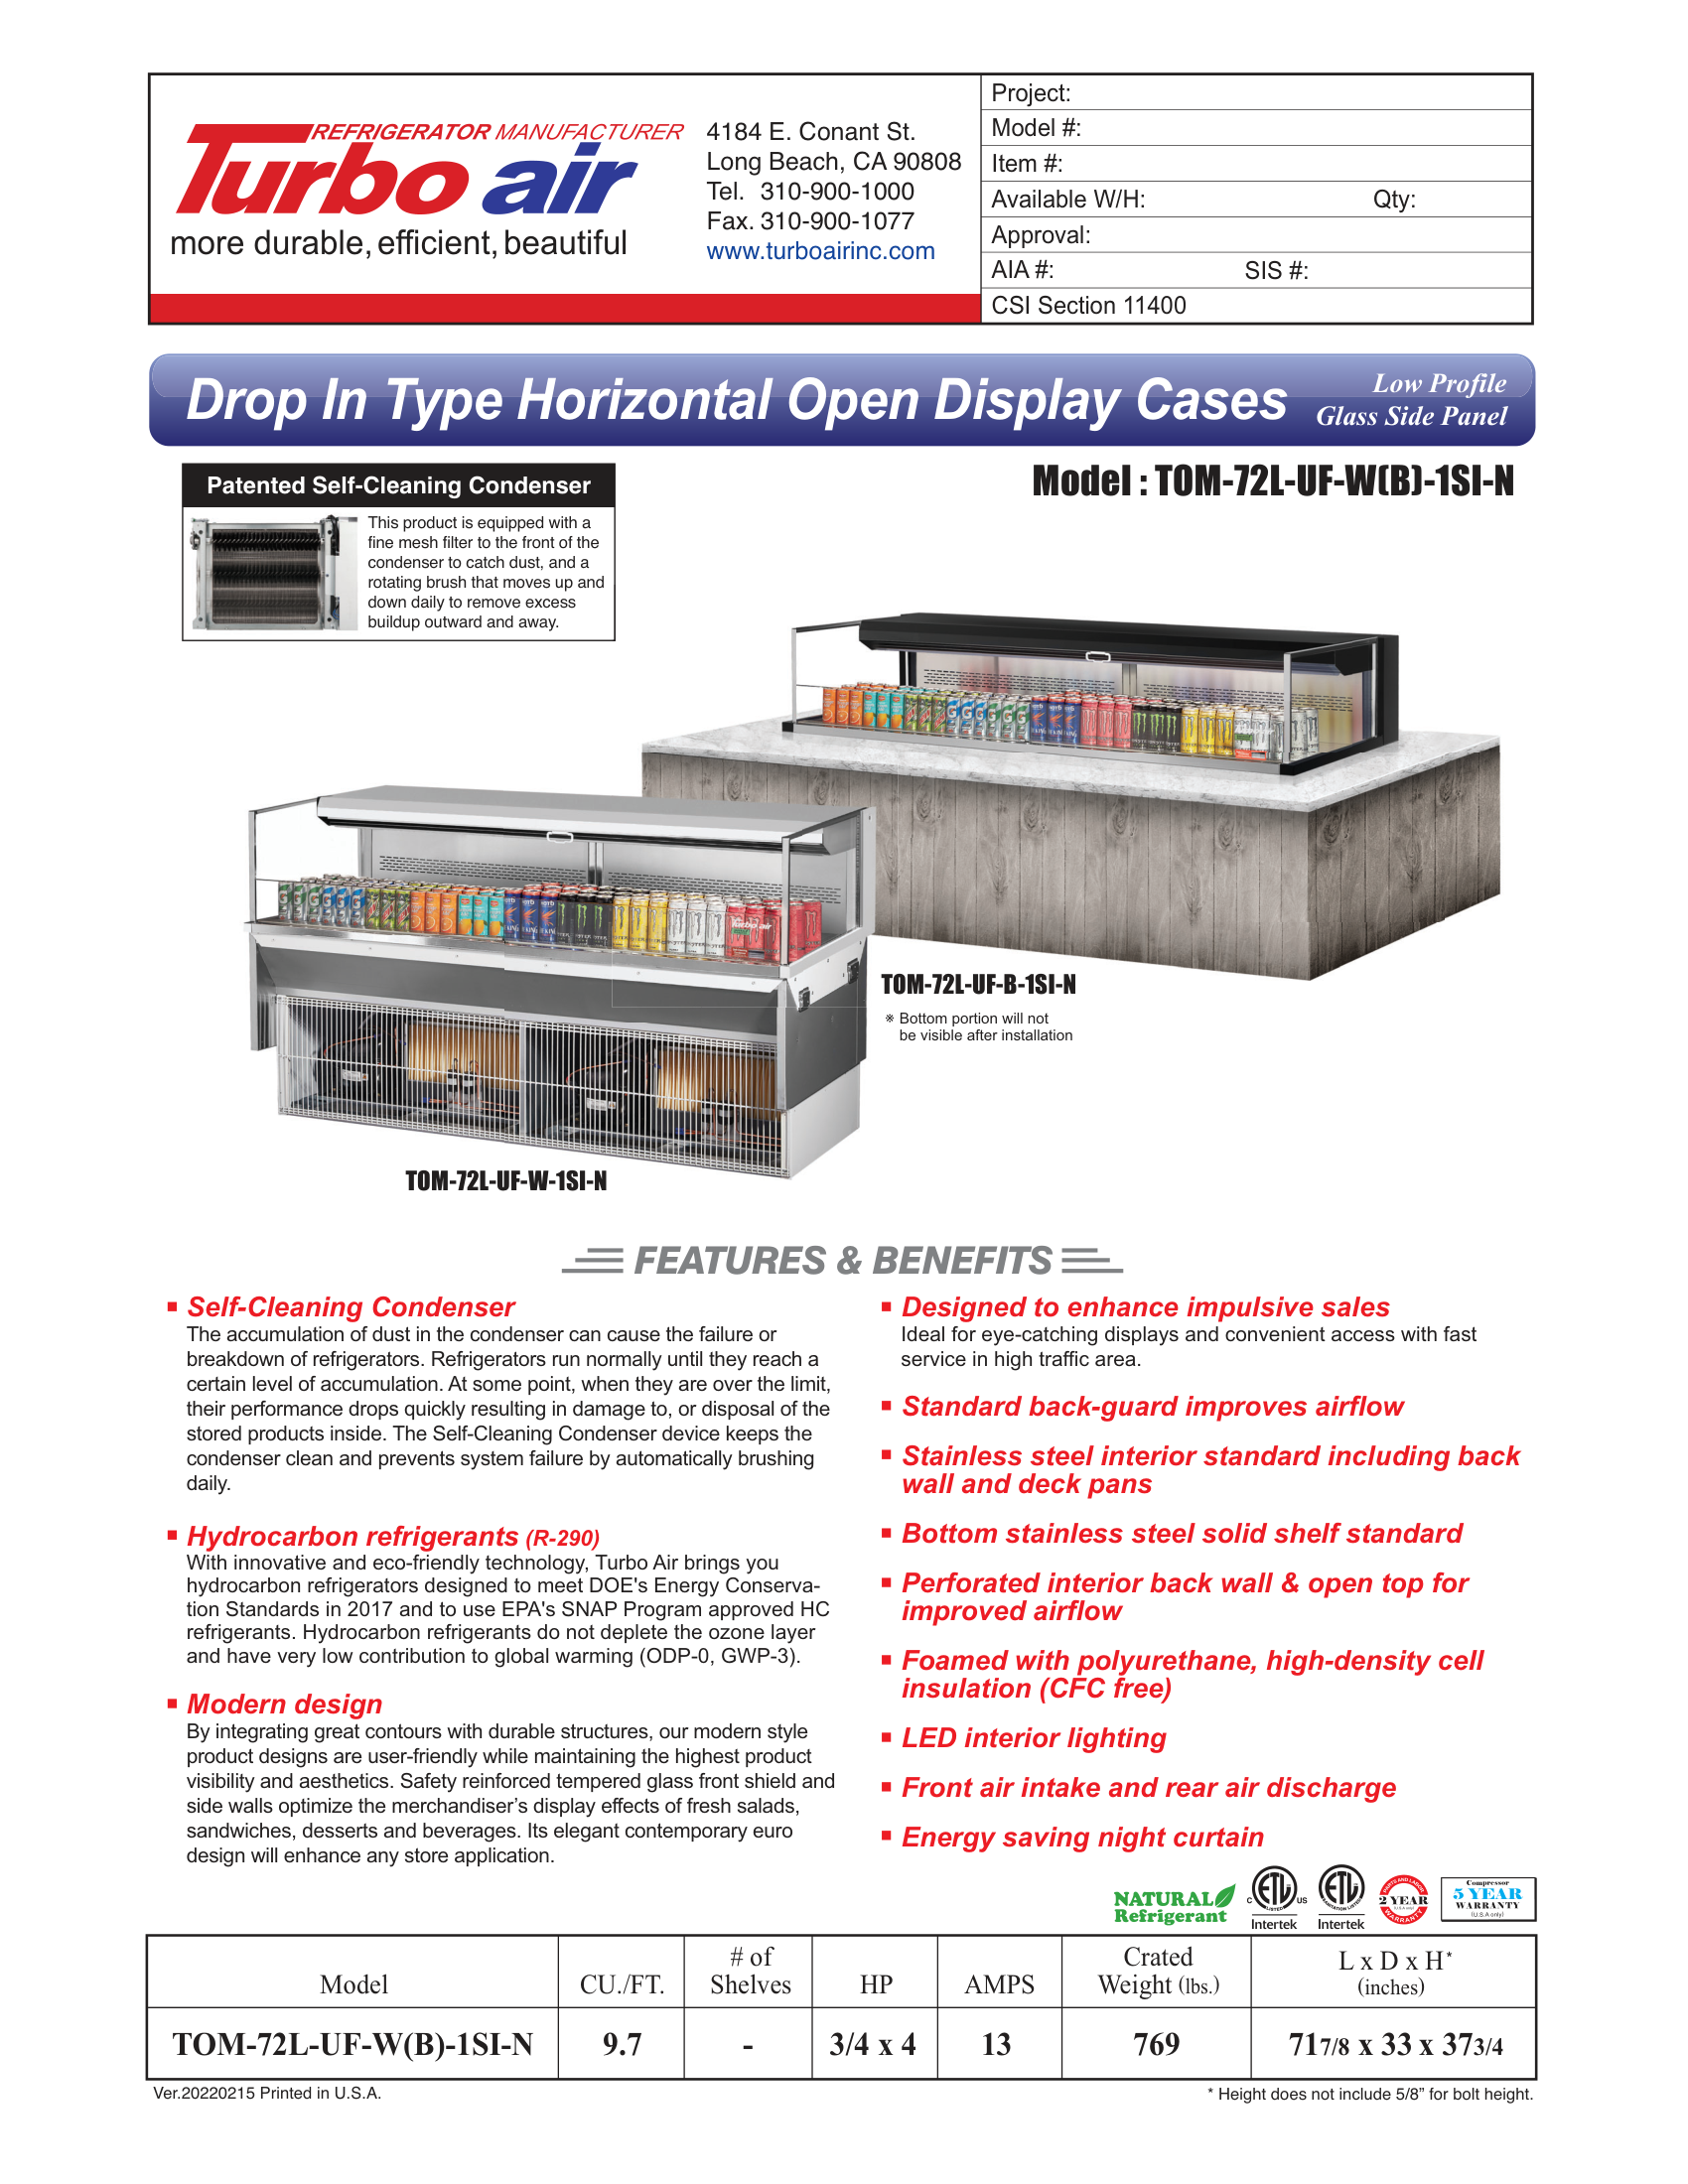 REFRIGERATOR MANUFACTURER
Turbo air
more durable, efficient, beautiful
4184 E. Conant St.
Long Beach, CA 90808
Tel. 310-900-1000
Fax. 310-900-1077
www.turboairinc.com
Project:
Model #:
Item #:
Available W/H: Qty:
Approval:
AIA #: SIS #:
CSI Section 11400
Drop In Type Horizontal Open Display Cases
Low Profile
Glass Side Panel
Patented Self-Cleaning Condenser
This product is equipped with a
fine mesh filter to the front of the
condenser to catch dust, and a
rotating brush that moves up and
down daily to remove excess
buildup outward and away.
Model : TOM-72L-UF-W(B)-1SI-N
TOM-72L-UF-B-1SI-N
※ Bottom portion will not
be visible after installation
TOM-72L-UF-W-1SI-N
FEATURES & BENEFITS
▪ Self-Cleaning Condenser
The accumulation of dust in the condenser can cause the failure or
breakdown of refrigerators. Refrigerators run normally until they reach a
certain level of accumulation. At some point, when they are over the limit,
their performance drops quickly resulting in damage to, or disposal of the
stored products inside. The Self-Cleaning Condenser device keeps the
condenser clean and prevents system failure by automatically brushing
daily.
▪ Hydrocarbon refrigerants (R-290)
With innovative and eco-friendly technology, Turbo Air brings you
hydrocarbon refrigerators designed to meet DOE's Energy Conserva-
tion Standards in 2017 and to use EPA's SNAP Program approved HC
refrigerants. Hydrocarbon refrigerants do not deplete the ozone layer
and have very low contribution to global warming (ODP-0, GWP-3).
▪ Modern design
By integrating great contours with durable structures, our modern style
product designs are user-friendly while maintaining the highest product
visibility and aesthetics. Safety reinforced tempered glass front shield and
side walls optimize the merchandiser’s display effects of fresh salads,
sandwiches, desserts and beverages. Its elegant contemporary euro
design will enhance any store application.
▪ Designed to enhance impulsive sales
Ideal for eye-catching displays and convenient access with fast
service in high traffic area.
▪ Standard back-guard improves airflow
▪ Stainless steel interior standard including back
wall and deck pans
▪ Bottom stainless steel solid shelf standard
▪ Perforated interior back wall & open top for
improved airflow
▪ Foamed with polyurethane, high-density cell
insulation (CFC free)
▪ LED interior lighting
▪ Front air intake and rear air discharge
▪ Energy saving night curtain
NATURAL
Refrigerant
C ETL US
LISTED
Intertek
ETL
SANITATION LISTED
Intertek
PARTS AND LABOR
2 YEAR
(U.S.A only)
WARRANTY
Compressor
5 YEAR
WARRANTY
(U.S.A only)
Model CU./FT. # of Shelves HP AMPS Crated Weight (lbs.) L x D x H* (inches)
TOM-72L-UF-W(B)-1SI-N 9.7 - 3/4 x 4 13 769 717/8 x 33 x 373/4
Ver.20220215 Printed in U.S.A.
* Height does not include 5/8” for bolt height.